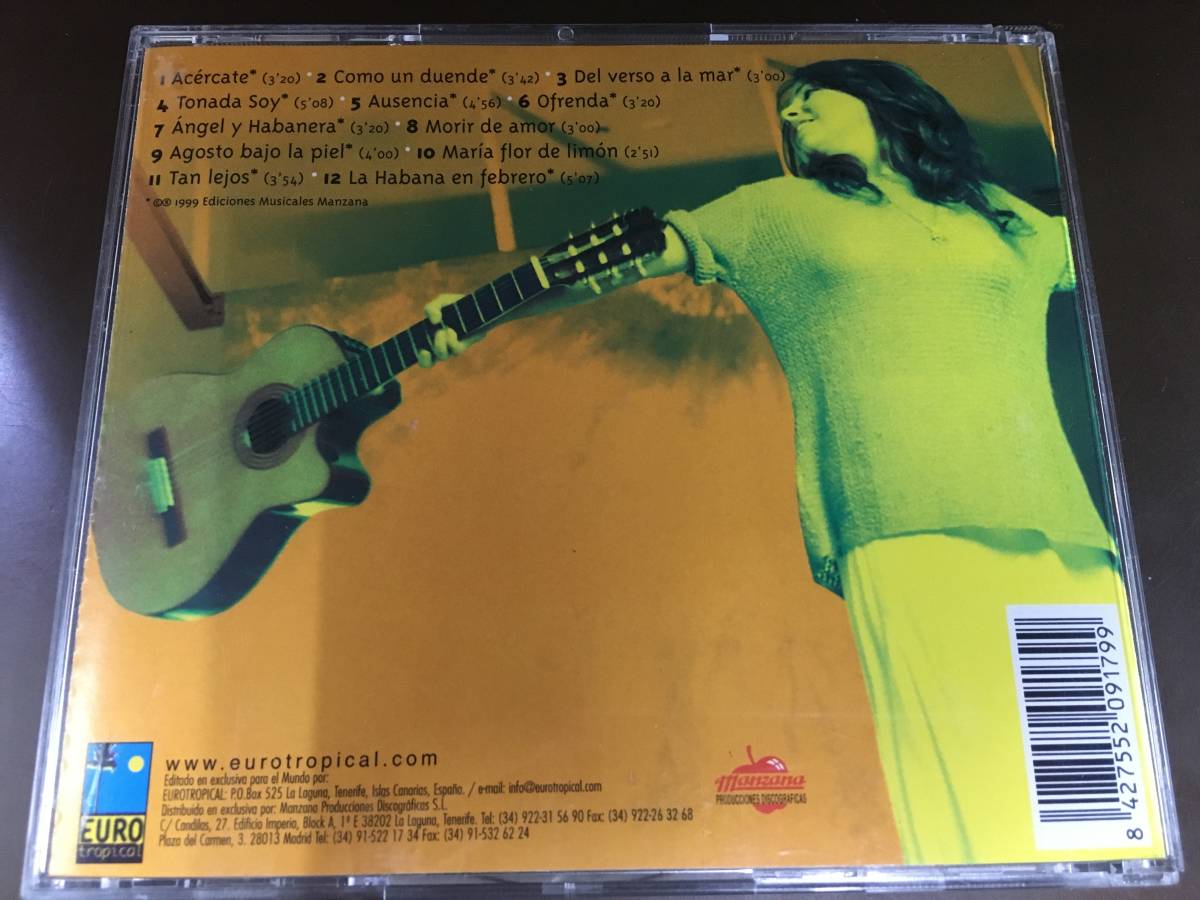 1 Acércate* (3'20) • 2 Como un duende* (3'42) • 3 Del verso a la mar* (3'00)
4 Tonada Soy* (5'08) • 5 Ausencia* (4'56) • 6 Ofrenda* (3'20)
7 Ángel y Habanera* (3'20) • 8 Morir de amor (3'00)
9 Agosto bajo la piel* (4'00) • 10 María flor de limón (2'51)
11 Tan lejos* (3'54) • 12 La Habana en febrero* (5'07)
* ©® 1999 Ediciones Musicales Manzana
www.eurotropical.com
Editado en exclusiva para el Mundo por:
EUROTROPICAL: P.O.Box 525 La Laguna, Tenerife, Islas Canarias, España. / e-mail: info@eurotropical.com
Distribuido en exclusiva por: Manzana Producciones Discográficas S.L.
C/ Candilas, 27. Edificio Imperio, Block A, 1º E 38202 La Laguna, Tenerife. Tel: (34) 922-31 56 90 Fax: (34) 922-26 32 68
Plaza del Carmen, 3. 28013 Madrid Tel: (34) 91-522 17 34 Fax: (34) 91-532 62 24
EURO
tropical
Manzana
PRODUCCIONES DISCOGRAFICAS
8 427552 091799